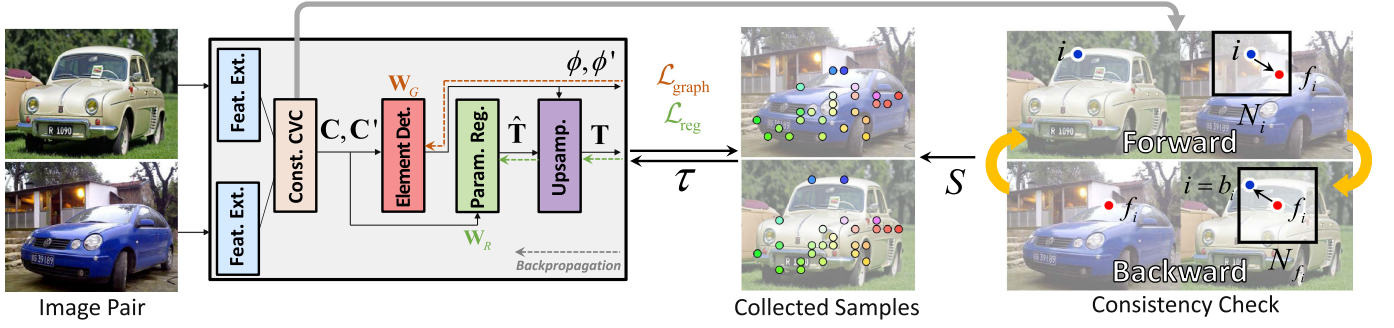 Feat. Ext.
Feat. Ext.
Const. CVC
C, C'
W_G
Element Det.
Param. Reg.
W_R
T̂
Upsamp.
ϕ, ϕ'
T
Backpropagation
ℒ_graph
ℒ_reg
τ
S
i
i
f_i
N_i
Forward
R 1090
f_i
i = b_i
f_i
N_{f_i}
Backward
Image Pair
Collected Samples
Consistency Check